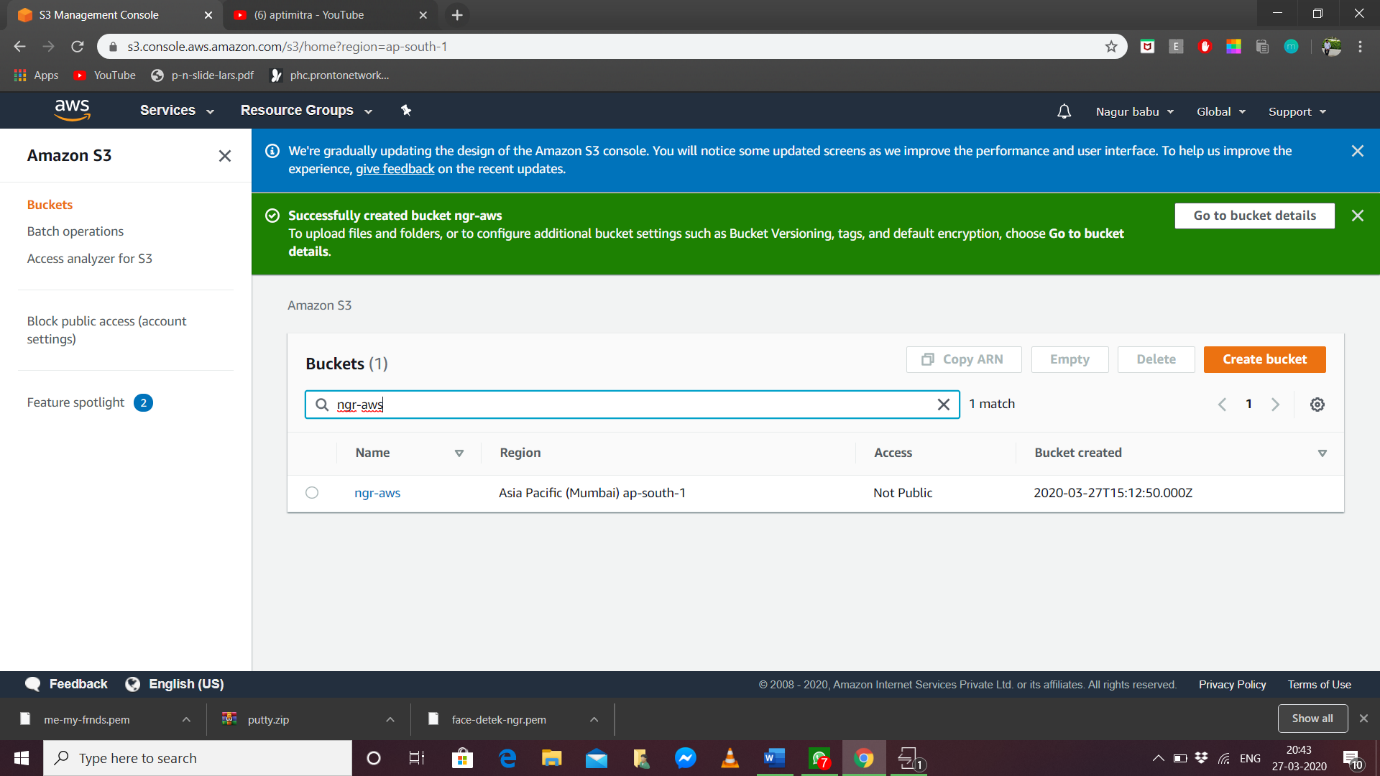 S3 Management Console
(6) aptimitra - YouTube
s3.console.aws.amazon.com/s3/home?region=ap-south-1
Apps
YouTube
p-n-slide-lars.pdf
phc.prontonetwork...
aws
Services
Resource Groups
Nagur babu
Global
Support
Amazon S3
Buckets
Batch operations
Access analyzer for S3
Block public access (account
settings)
Feature spotlight 2
We're gradually updating the design of the Amazon S3 console. You will notice some updated screens as we improve the performance and user interface. To help us improve the
experience, give feedback on the recent updates.
Successfully created bucket ngr-aws
To upload files and folders, or to configure additional bucket settings such as Bucket Versioning, tags, and default encryption, choose Go to bucket
details.
Go to bucket details
Amazon S3
Buckets (1)
Copy ARN
Empty
Delete
Create bucket
ngr-aws
1 match
1
Name
Region
Access
Bucket created
ngr-aws
Asia Pacific (Mumbai) ap-south-1
Not Public
2020-03-27T15:12:50.000Z
Feedback
English (US)
© 2008 - 2020, Amazon Internet Services Private Ltd. or its affiliates. All rights reserved.
Privacy Policy
Terms of Use
me-my-frnds.pem
putty.zip
face-detek-ngr.pem
Show all
Type here to search
7
1
ENG
20:43
27-03-2020
10